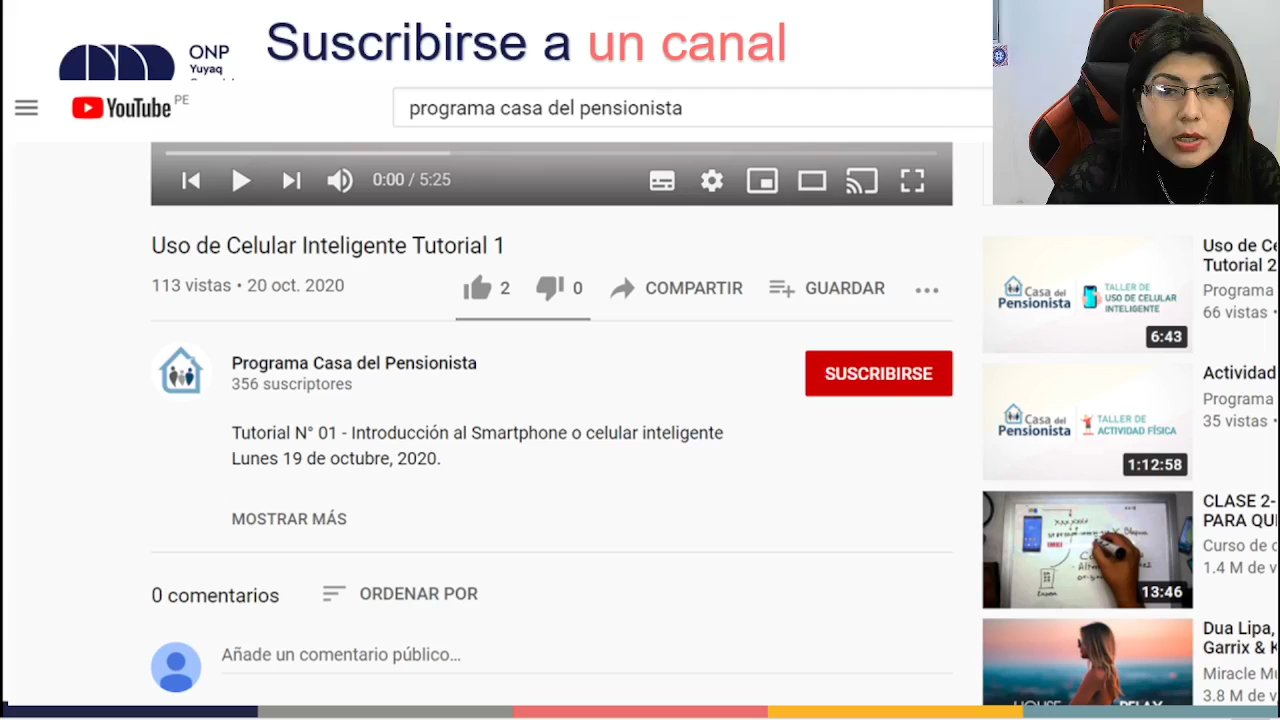 Suscribirse a un canal
ONP
Yuyaq
YouTube PE
programa casa del pensionista
0:00 / 5:25
Uso de Celular Inteligente Tutorial 1
113 vistas • 20 oct. 2020
2
0
COMPARTIR
GUARDAR
Programa Casa del Pensionista
356 suscriptores
SUSCRIBIRSE
Tutorial N° 01 - Introducción al Smartphone o celular inteligente
Lunes 19 de octubre, 2020.
MOSTRAR MÁS
0 comentarios
ORDENAR POR
Añade un comentario público...
Casa del
Pensionista
TALLER DE
USO DE CELULAR
INTELIGENTE
6:43
Uso de Ce
Tutorial 2
Programa
66 vistas •
Casa del
Pensionista
TALLER DE
ACTIVIDAD FÍSICA
1:12:58
Actividad
Programa
35 vistas •
13:46
CLASE 2-
PARA QU
Curso de c
1.4 M de v
HOUSE RELAX
Dua Lipa,
Garrix & K
Miracle Mu
3.8 M de v